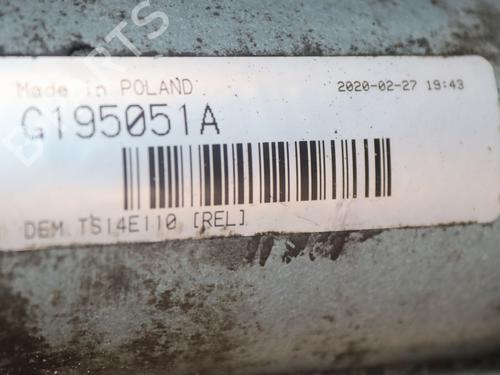 Made in POLAND
2020-02-27 19:43
G195051A
DEM TS14E110 [REL]